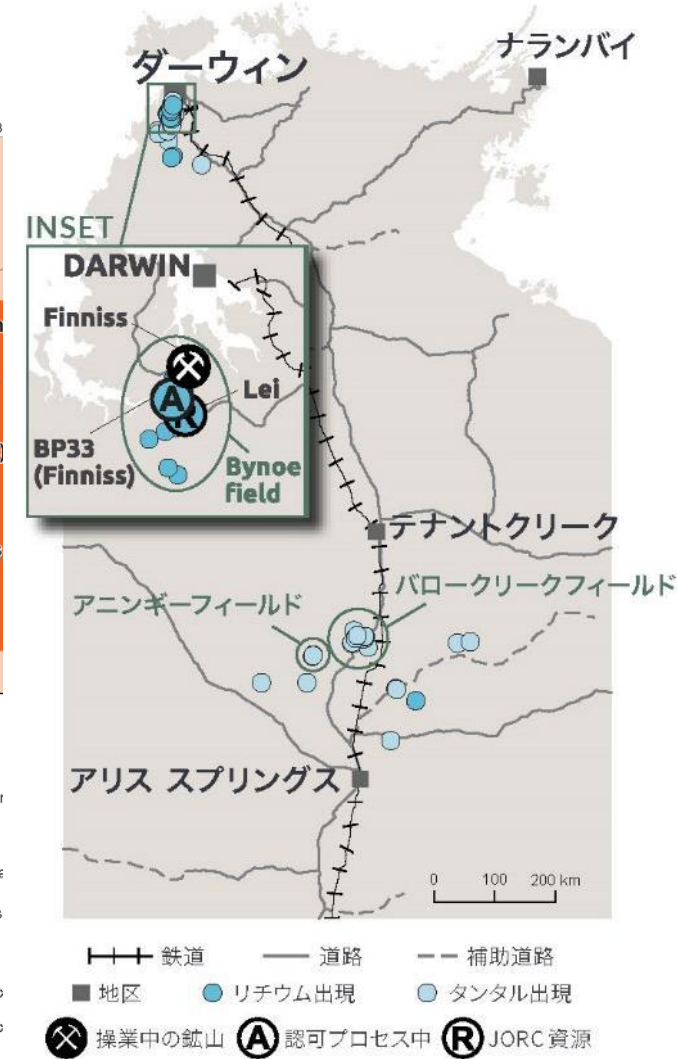 ナランバイ
ダーウィン
INSET
DARWIN
Finniss
A
R
Lei
BP33
(Finniss)
Bynoe
field
テナントクリーク
アニンギーフィールド
バロークリークフィールド
アリス スプリングス
0 100 200 km
鉄道 道路 補助道路
地区 リチウム出現 タンタル出現
操業中の鉱山 A 認可プロセス中 R JORC 資源